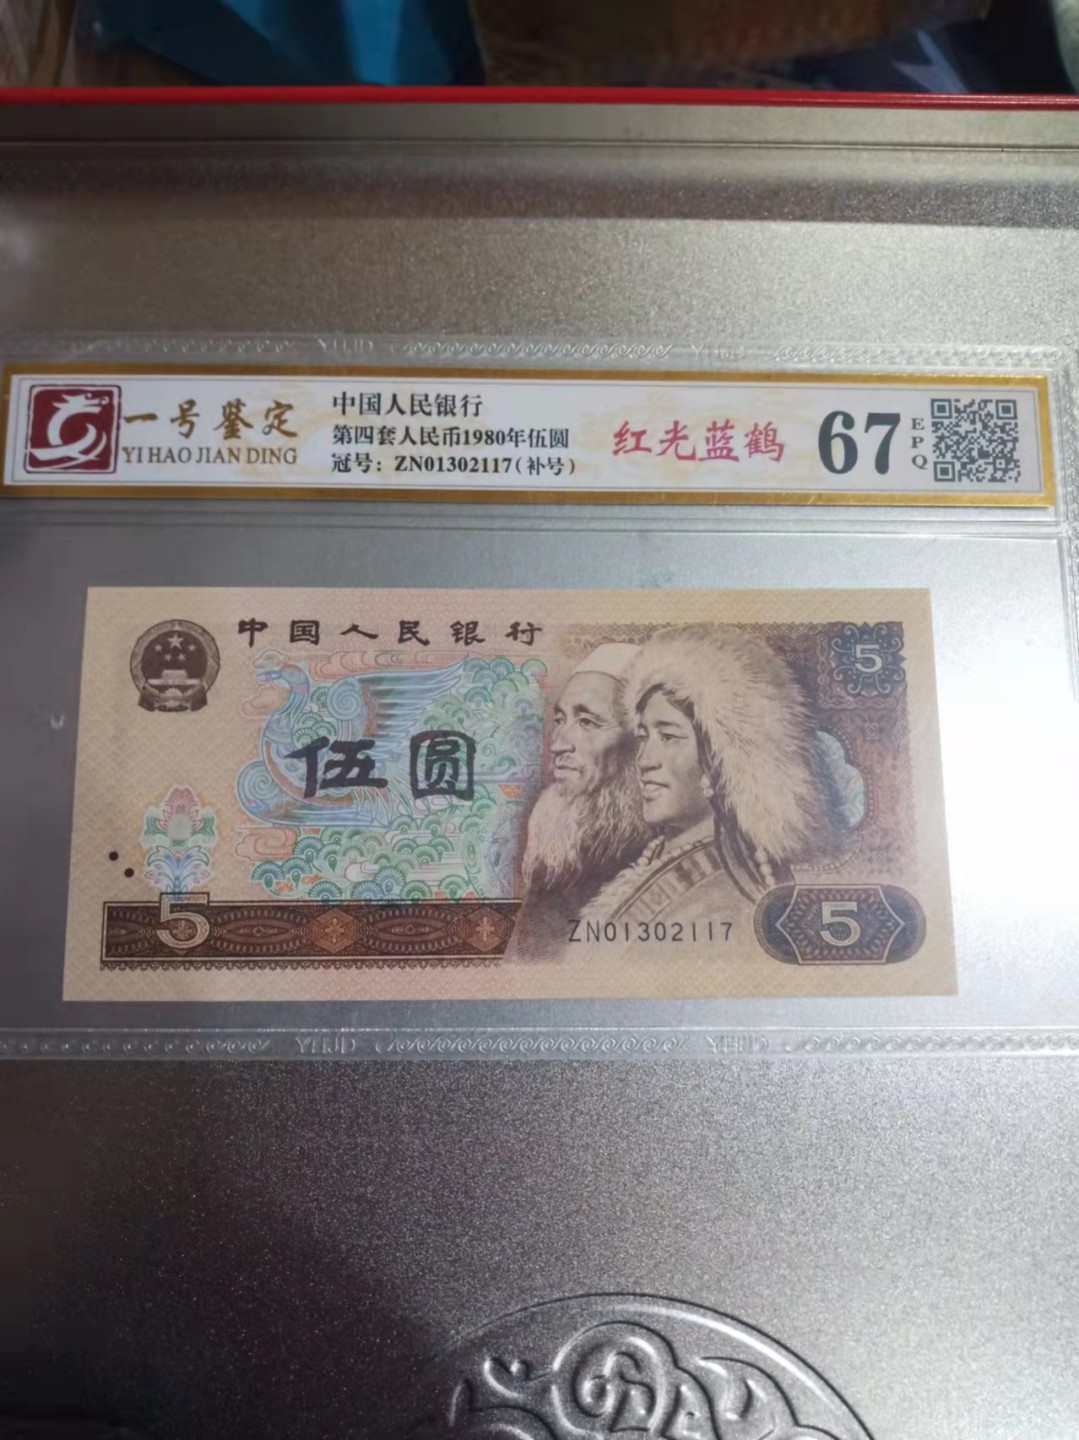 一号鉴定
YI HAO JIAN DING
中国人民银行
第四套人民币1980年伍圆
冠号：ZN01302117（补号）
红光蓝鹤
67
EPQ
中国人民银行
5
伍圆
5
ZN01302117
5
YHJD